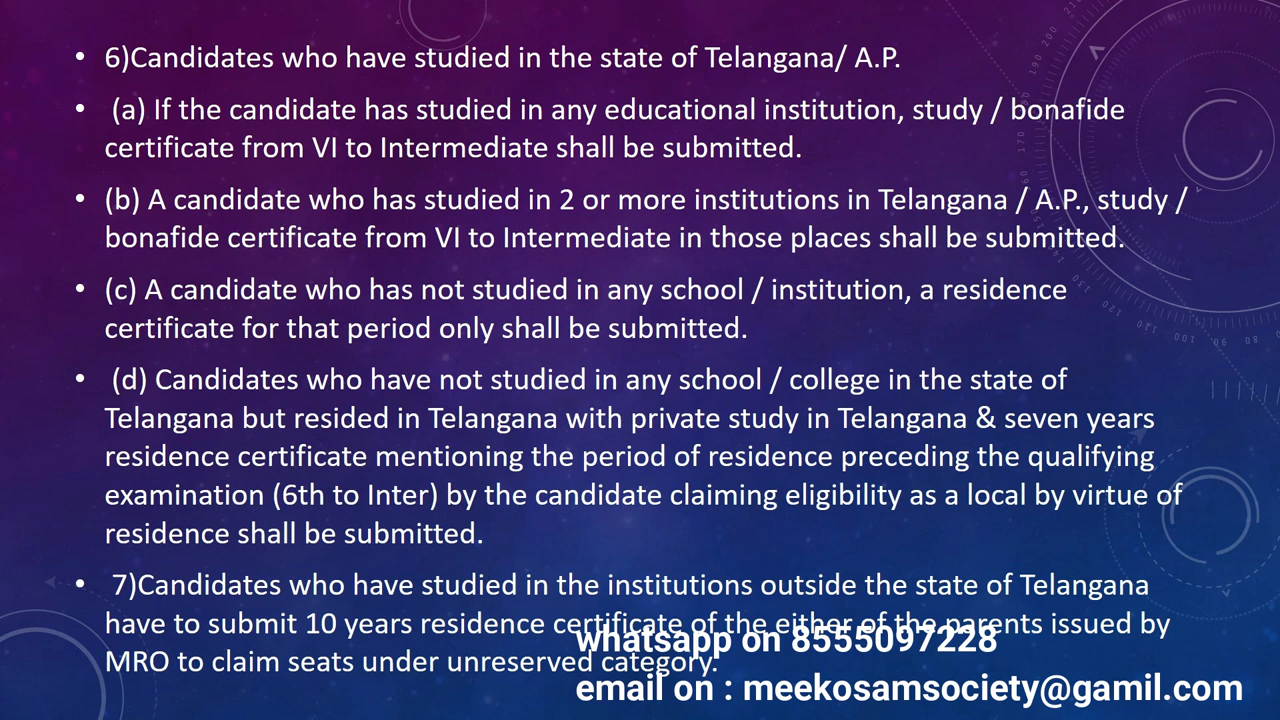 • 6)Candidates who have studied in the state of Telangana/ A.P.
• (a) If the candidate has studied in any educational institution, study / bonafide
certificate from VI to Intermediate shall be submitted.
• (b) A candidate who has studied in 2 or more institutions in Telangana / A.P., study /
bonafide certificate from VI to Intermediate in those places shall be submitted.
• (c) A candidate who has not studied in any school / institution, a residence
certificate for that period only shall be submitted.
• (d) Candidates who have not studied in any school / college in the state of
Telangana but resided in Telangana with private study in Telangana & seven years
residence certificate mentioning the period of residence preceding the qualifying
examination (6th to Inter) by the candidate claiming eligibility as a local by virtue of
residence shall be submitted.
• 7)Candidates who have studied in the institutions outside the state of Telangana
have to submit 10 years residence certificate of the either of the parents issued by
MRO to claim seats under unreserved category.
whatsapp on 8555097228
email on : meekosamsociety@gamil.com